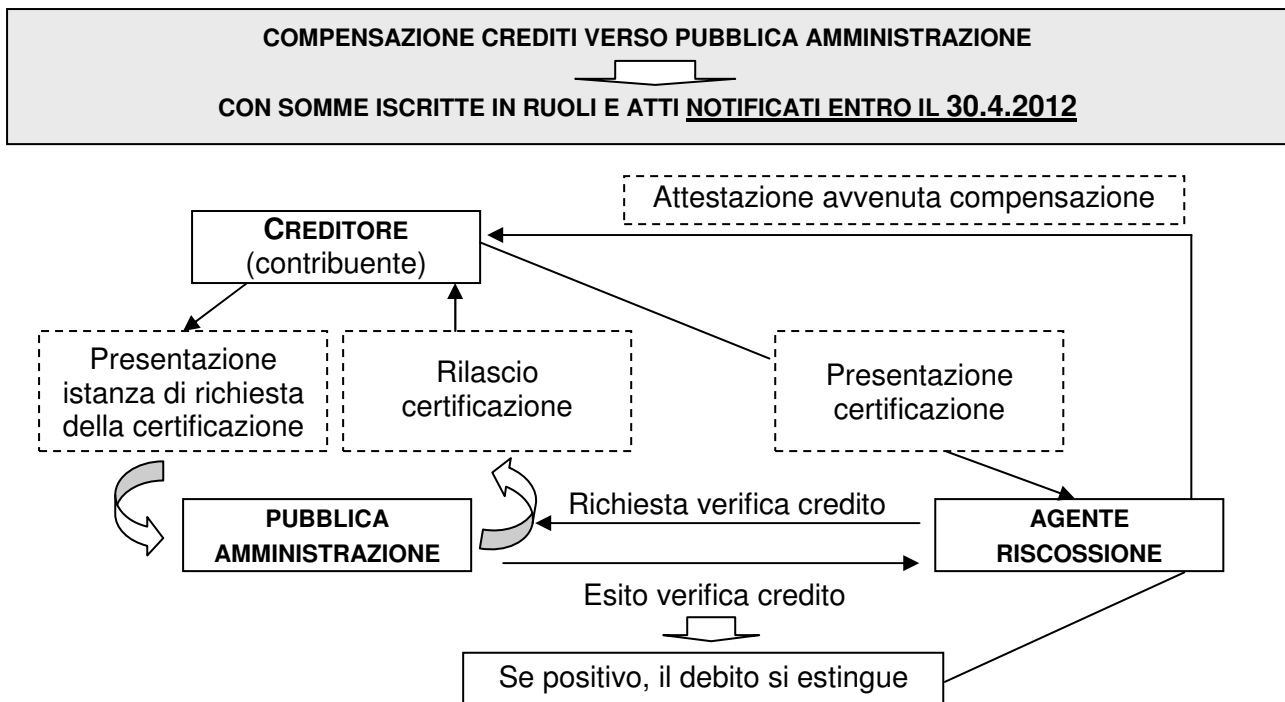 COMPENSAZIONE CREDITI VERSO PUBBLICA AMMINISTRAZIONE
CON SOMME ISCRITTE IN RUOLI E ATTI NOTIFICATI ENTRO IL 30.4.2012
Attestazione avvenuta compensazione
CREDITORE
(contribuente)
Presentazione
istanza di richiesta
della certificazione
Rilascio
certificazione
Presentazione
certificazione
PUBBLICA
AMMINISTRAZIONE
Richiesta verifica credito
AGENTE
RISCOSSIONE
Esito verifica credito
Se positivo, il debito si estingue